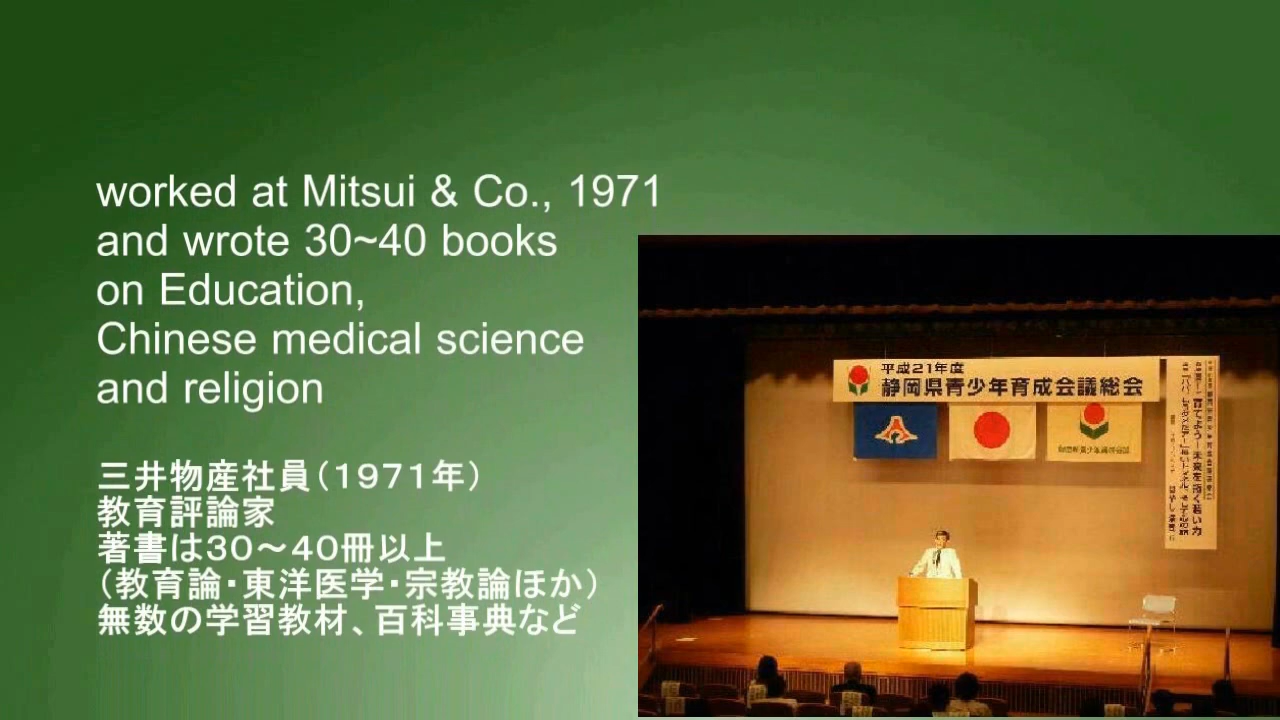 worked at Mitsui & Co., 1971
and wrote 30~40 books
on Education,
Chinese medical science
and religion
三井物産社員（１９７１年）
教育評論家
著書は３０～４０冊以上
（教育論・東洋医学・宗教論ほか）
無数の学習教材、百科事典など
平成21年度
静岡県青少年育成会議総会